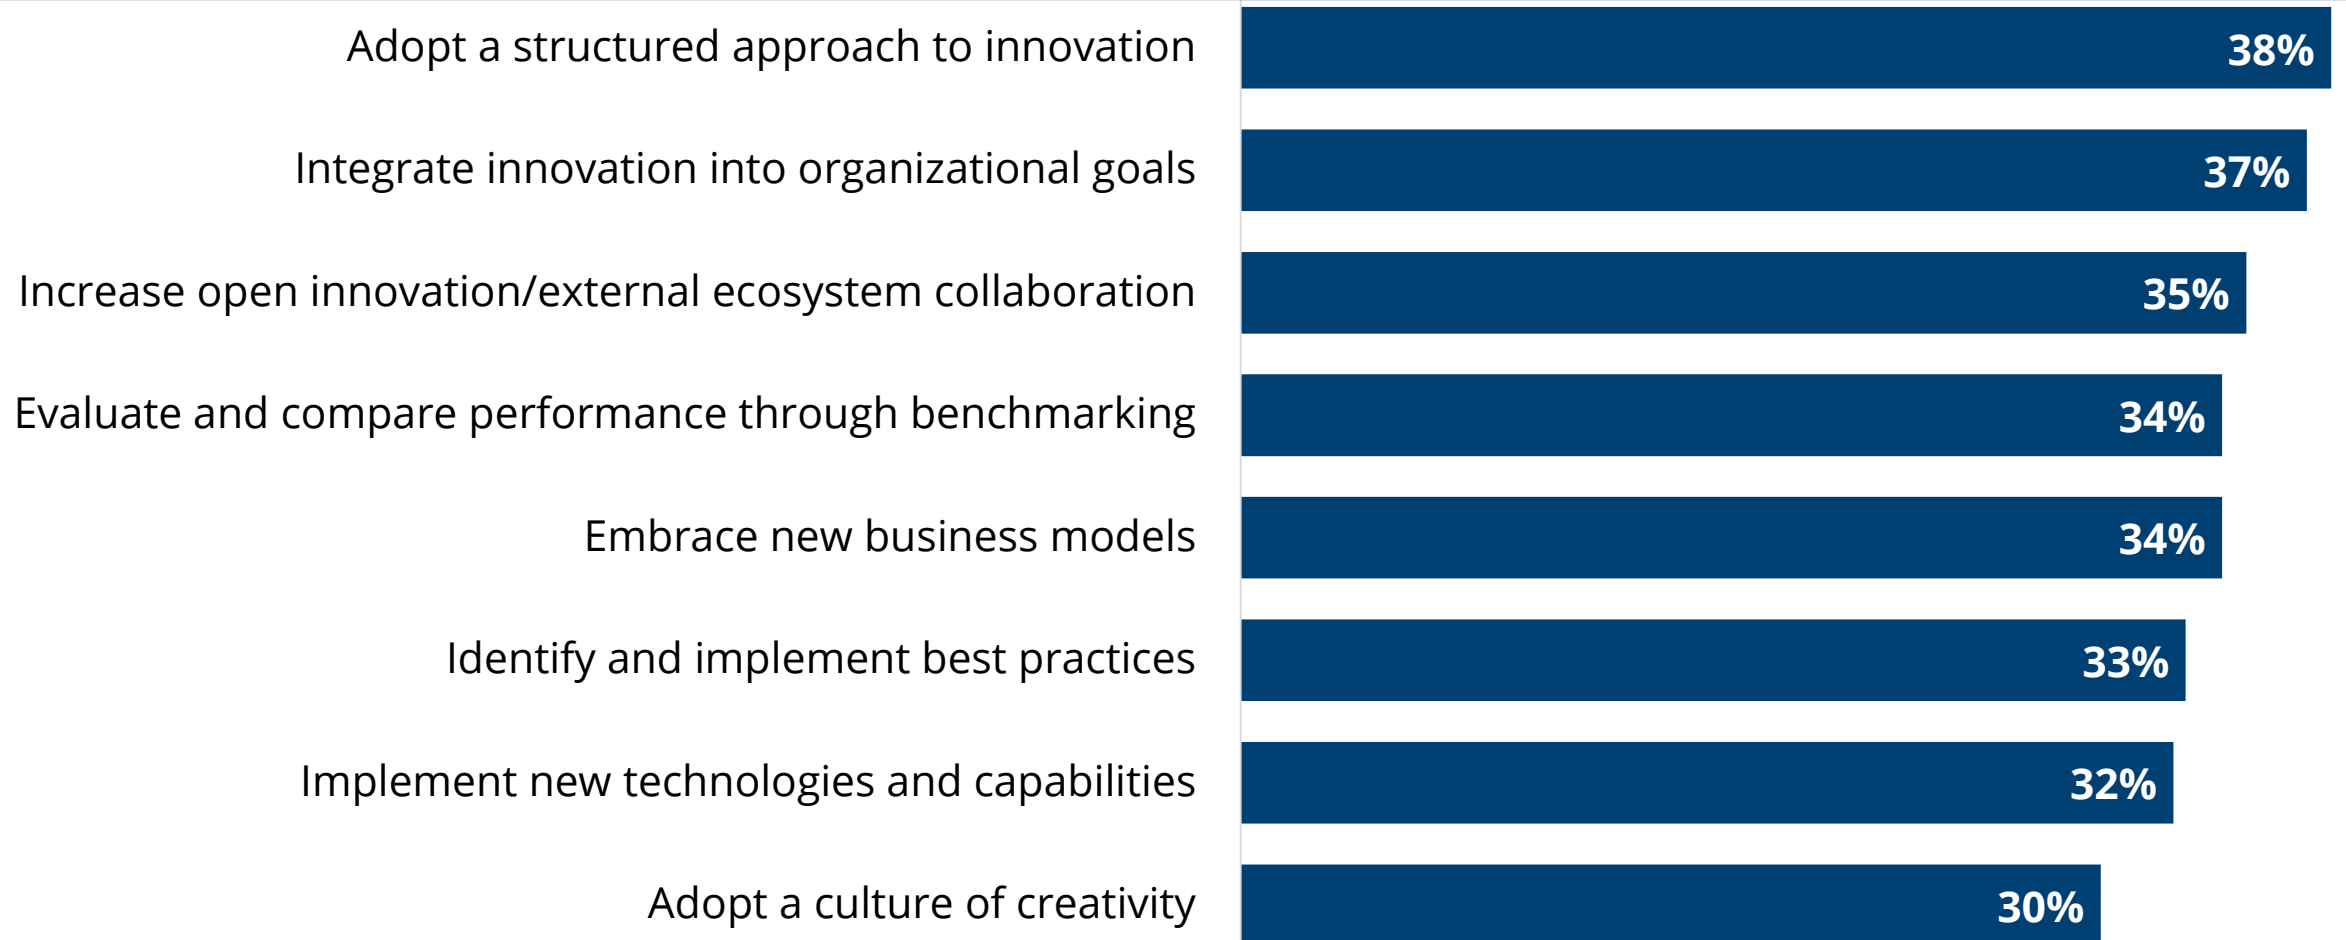 Adopt a structured approach to innovation 38%
Integrate innovation into organizational goals 37%
Increase open innovation/external ecosystem collaboration 35%
Evaluate and compare performance through benchmarking 34%
Embrace new business models 34%
Identify and implement best practices 33%
Implement new technologies and capabilities 32%
Adopt a culture of creativity 30%